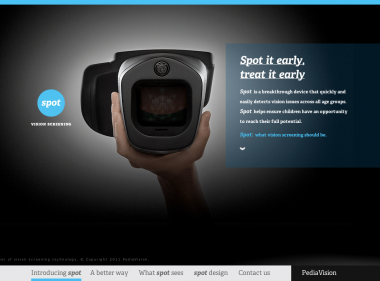 Spot it early,
treat it early
spot
Spot is a breakthrough device that quickly and
easily detects vision issues across all age groups.
Spot helps ensure children have an opportunity
to reach their full potential.
VISION SCREENING
Spot: what vision screening should be.
of vision screening technology. © Copyright 2011 PediaVision
Introducing spot
A better way
What spot sees
spot design
Contact us
PediaVision